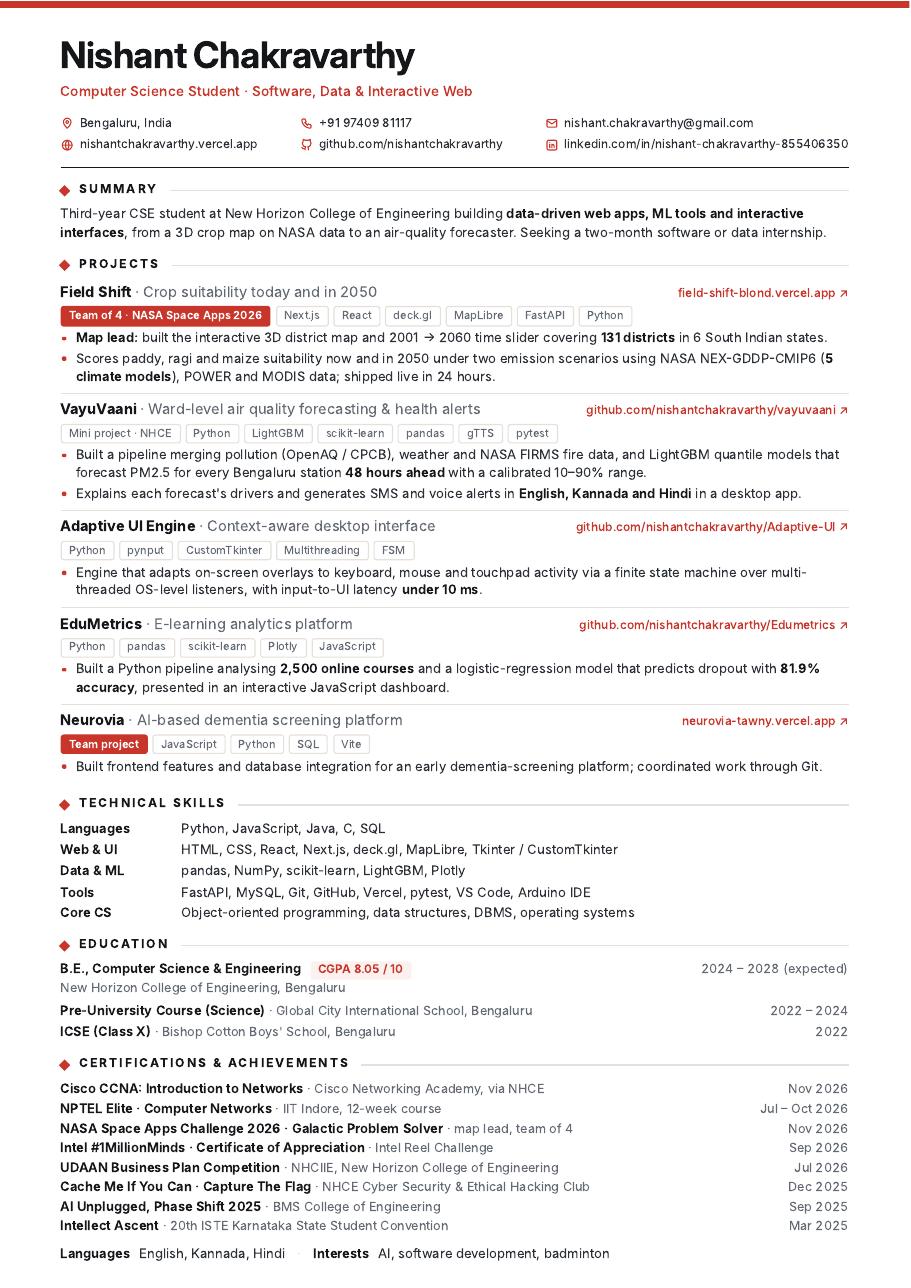 Nishant Chakravarthy
Computer Science Student · Software, Data & Interactive Web
Bengaluru, India
+91 97409 81117
nishant.chakravarthy@gmail.com
nishantchakravarthy.vercel.app
github.com/nishantchakravarthy
linkedin.com/in/nishant-chakravarthy-855406350
SUMMARY
Third-year CSE student at New Horizon College of Engineering building data-driven web apps, ML tools and interactive
interfaces, from a 3D crop map on NASA data to an air-quality forecaster. Seeking a two-month software or data internship.
PROJECTS
Field Shift · Crop suitability today and in 2050 field-shift-blond.vercel.app ↗
Team of 4 · NASA Space Apps 2026 Next.js React deck.gl MapLibre FastAPI Python
Map lead: built the interactive 3D district map and 2001 → 2060 time slider covering 131 districts in 6 South Indian states.
Scores paddy, ragi and maize suitability now and in 2050 under two emission scenarios using NASA NEX-GDDP-CMIP6 (5
climate models), POWER and MODIS data; shipped live in 24 hours.
VayuVaani · Ward-level air quality forecasting & health alerts github.com/nishantchakravarthy/vayuvaani ↗
Mini project · NHCE Python LightGBM scikit-learn pandas gTTS pytest
Built a pipeline merging pollution (OpenAQ / CPCB), weather and NASA FIRMS fire data, and LightGBM quantile models that
forecast PM2.5 for every Bengaluru station 48 hours ahead with a calibrated 10–90% range.
Explains each forecast's drivers and generates SMS and voice alerts in English, Kannada and Hindi in a desktop app.
Adaptive UI Engine · Context-aware desktop interface github.com/nishantchakravarthy/Adaptive-UI ↗
Python pynput CustomTkinter Multithreading FSM
Engine that adapts on-screen overlays to keyboard, mouse and touchpad activity via a finite state machine over multi-
threaded OS-level listeners, with input-to-UI latency under 10 ms.
EduMetrics · E-learning analytics platform github.com/nishantchakravarthy/Edumetrics ↗
Python pandas scikit-learn Plotly JavaScript
Built a Python pipeline analysing 2,500 online courses and a logistic-regression model that predicts dropout with 81.9%
accuracy, presented in an interactive JavaScript dashboard.
Neurovia · AI-based dementia screening platform neurovia-tawny.vercel.app ↗
Team project JavaScript Python SQL Vite
Built frontend features and database integration for an early dementia-screening platform; coordinated work through Git.
TECHNICAL SKILLS
Languages Python, JavaScript, Java, C, SQL
Web & UI HTML, CSS, React, Next.js, deck.gl, MapLibre, Tkinter / CustomTkinter
Data & ML pandas, NumPy, scikit-learn, LightGBM, Plotly
Tools FastAPI, MySQL, Git, GitHub, Vercel, pytest, VS Code, Arduino IDE
Core CS Object-oriented programming, data structures, DBMS, operating systems
EDUCATION
B.E., Computer Science & Engineering CGPA 8.05 / 10 2024 – 2028 (expected)
New Horizon College of Engineering, Bengaluru
Pre-University Course (Science) · Global City International School, Bengaluru 2022 – 2024
ICSE (Class X) · Bishop Cotton Boys' School, Bengaluru 2022
CERTIFICATIONS & ACHIEVEMENTS
Cisco CCNA: Introduction to Networks · Cisco Networking Academy, via NHCE Nov 2026
NPTEL Elite · Computer Networks · IIT Indore, 12-week course Jul – Oct 2026
NASA Space Apps Challenge 2026 · Galactic Problem Solver · map lead, team of 4 Nov 2026
Intel #1MillionMinds · Certificate of Appreciation · Intel Reel Challenge Sep 2026
UDAAN Business Plan Competition · NHCIIE, New Horizon College of Engineering Jul 2026
Cache Me If You Can · Capture The Flag · NHCE Cyber Security & Ethical Hacking Club Dec 2025
AI Unplugged, Phase Shift 2025 · BMS College of Engineering Sep 2025
Intellect Ascent · 20th ISTE Karnataka State Student Convention Mar 2025
Languages English, Kannada, Hindi · Interests AI, software development, badminton